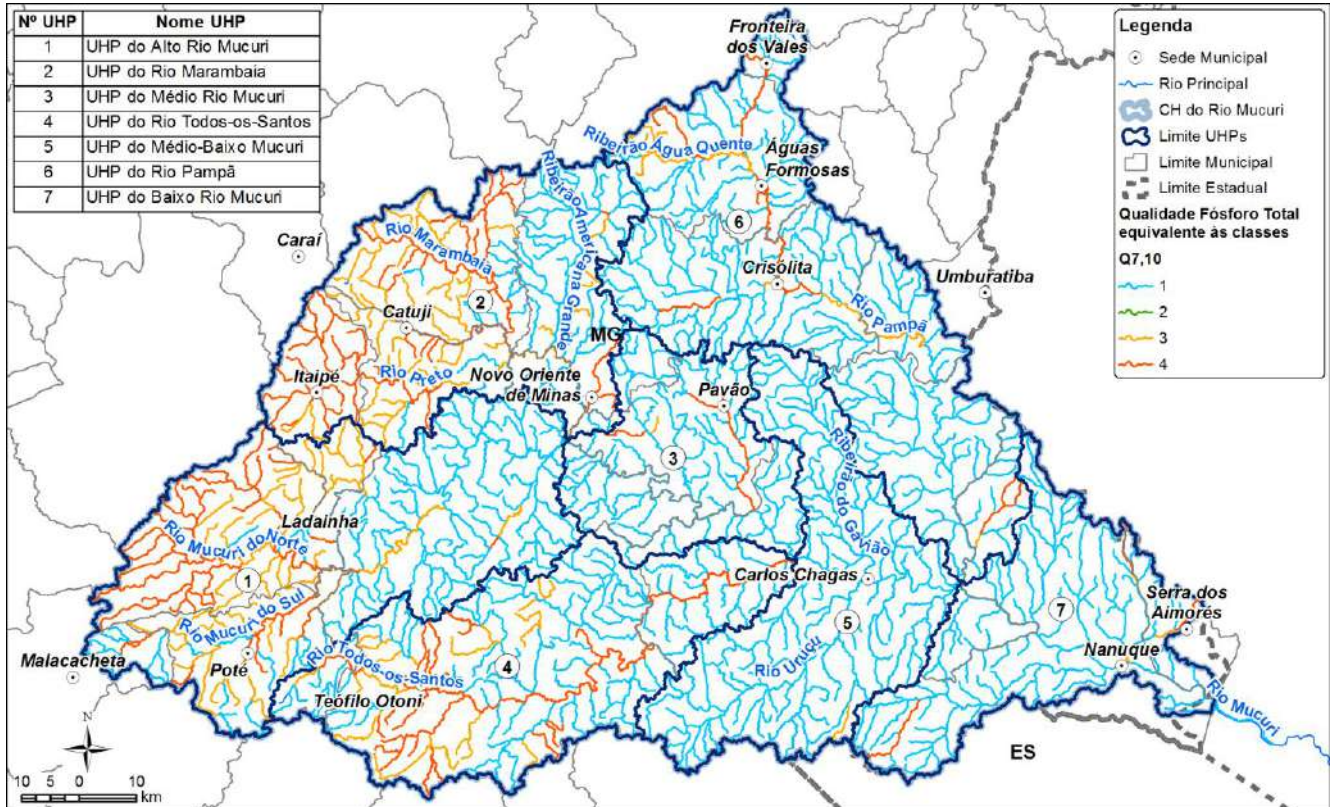 Nº UHP Nome UHP
1 UHP do Alto Rio Mucuri
2 UHP do Rio Marambaia
3 UHP do Médio Rio Mucuri
4 UHP do Rio Todos-os-Santos
5 UHP do Médio-Baixo Mucuri
6 UHP do Rio Pampã
7 UHP do Baixo Rio Mucuri
Legenda
Sede Municipal
Rio Principal
CH do Rio Mucuri
Limite UHPs
Limite Municipal
Limite Estadual
Qualidade Fósforo Total
equivalente às classes
Q7,10
1
2
3
4
Fronteira
dos Vales
Ribeirão Água Quente
Águas
Formosas
6
Ribeirão Americana Grande
Caraí
Rio Marambaia
Crisólita
Umburatiba
2
Catuji
Rio Pampã
MG
Itaipé
Rio Preto
Novo Oriente
de Minas
Pavão
3
Ribeirão do Gavião
Ladainha
Rio Mucuri do Norte
1
Carlos Chagas
Rio Mucuri do Sul
7
Serra dos
Aimorés
5
Malacacheta
Poté
Rio Todos-os-Santos
4
Rio Uruçu
Nanuque
Teófilo Otoni
Rio Mucuri
N
ES
10 5 0 10
km